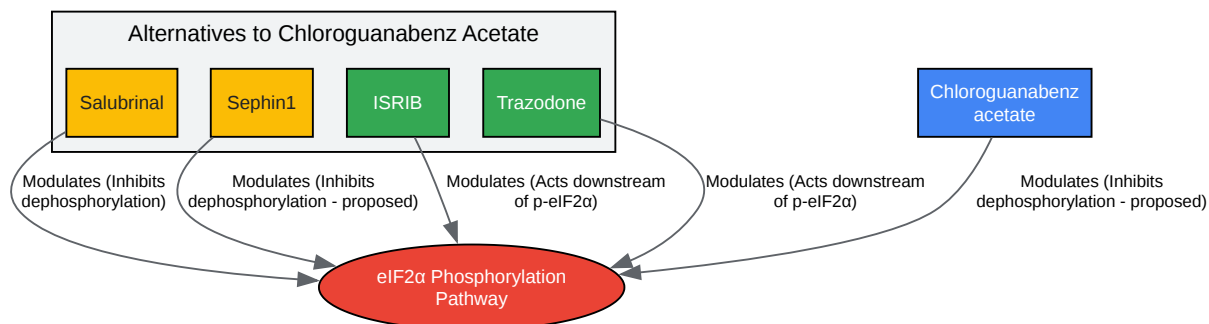 Alternatives to Chloroguanabenz Acetate
Salubrinal
Sephin1
ISRIB
Trazodone
Chloroguanabenz
acetate
Modulates (Inhibits
dephosphorylation)
Modulates (Inhibits
dephosphorylation - proposed)
Modulates (Acts downstream
of p-eIF2α)
Modulates (Acts downstream
of p-eIF2α)
Modulates (Inhibits
dephosphorylation - proposed)
eIF2α Phosphorylation
Pathway